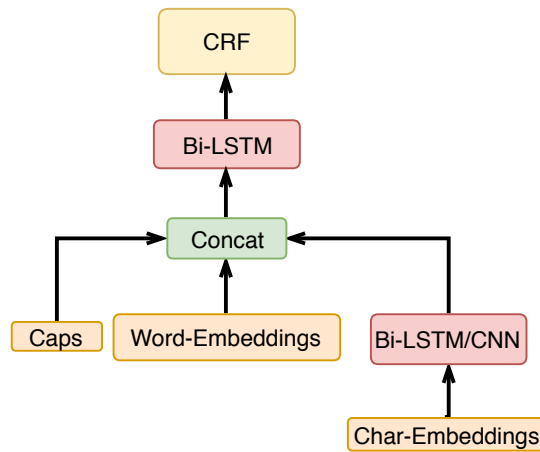 CRF
Bi-LSTM
Concat
Caps
Word-Embeddings
Bi-LSTM/CNN
Char-Embeddings